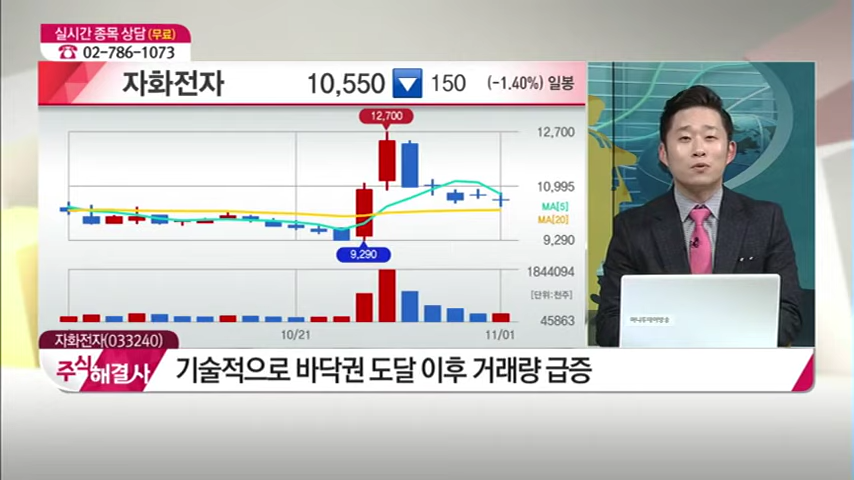 실시간 종목 상담 (무료)
☎ 02-786-1073
자화전자 10,550 ▼ 150 (-1.40%) 일봉
12,700
12,700
10,995
MA[5]
MA[20]
9,290
9,290
1844094
[단위:천주]
45863
10/21 11/01
자화전자(033240)
주식해결사
기술적으로 바닥권 도달 이후 거래량 급증